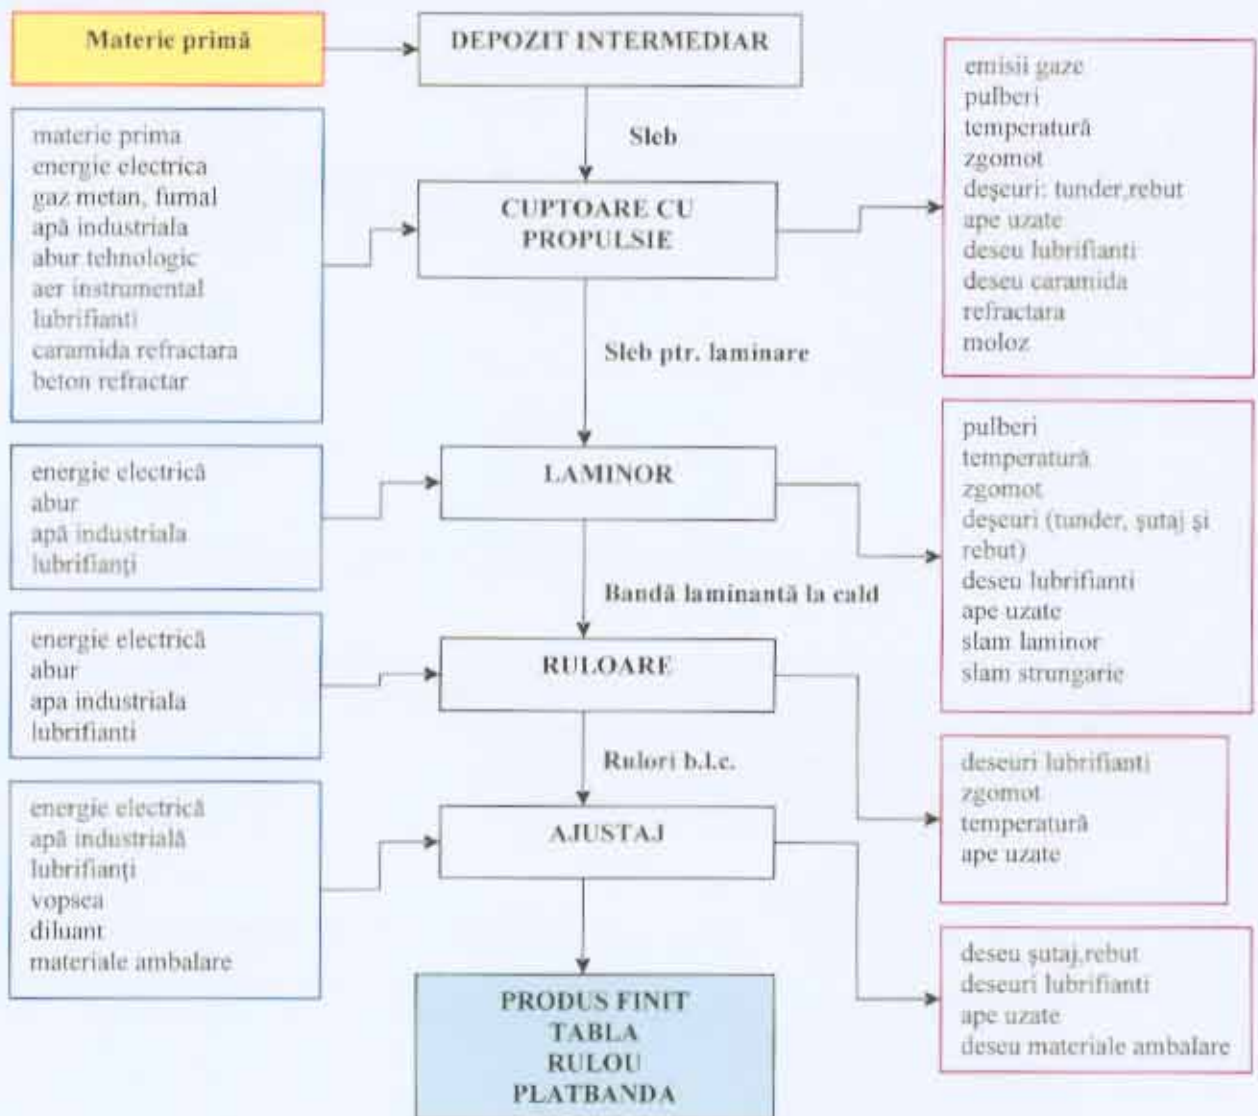 Materie primă
DEPOZIT INTERMEDIAR
Sleb
materie prima
energie electrica
gaz metan, furnal
apă industriala
abur tehnologic
aer instrumental
lubrifianti
caramida refractara
beton refractar
CUPTOARE CU
PROPULSIE
emisii gaze
pulberi
temperatură
zgomot
deşeuri: tunder,rebut
ape uzate
deseu lubrifianti
deseu caramida
refractara
moloz
Sleb ptr. laminare
energie electrică
abur
apă industriala
lubrifianţi
LAMINOR
pulberi
temperatură
zgomot
deşeuri (tunder, şutaj şi
rebut)
deseu lubrifianti
ape uzate
slam laminor
slam strungarie
Bandă laminantă la cald
energie electrică
abur
apa industriala
lubrifianti
RULOARE
deseuri lubrifianti
zgomot
temperatură
ape uzate
Rulori b.l.c.
energie electrică
apă industrială
lubrifianţi
vopsea
diluant
materiale ambalare
AJUSTAJ
deseu şutaj,rebut
deseuri lubrifianti
ape uzate
deseu materiale ambalare
PRODUS FINIT
TABLA
RULOU
PLATBANDA